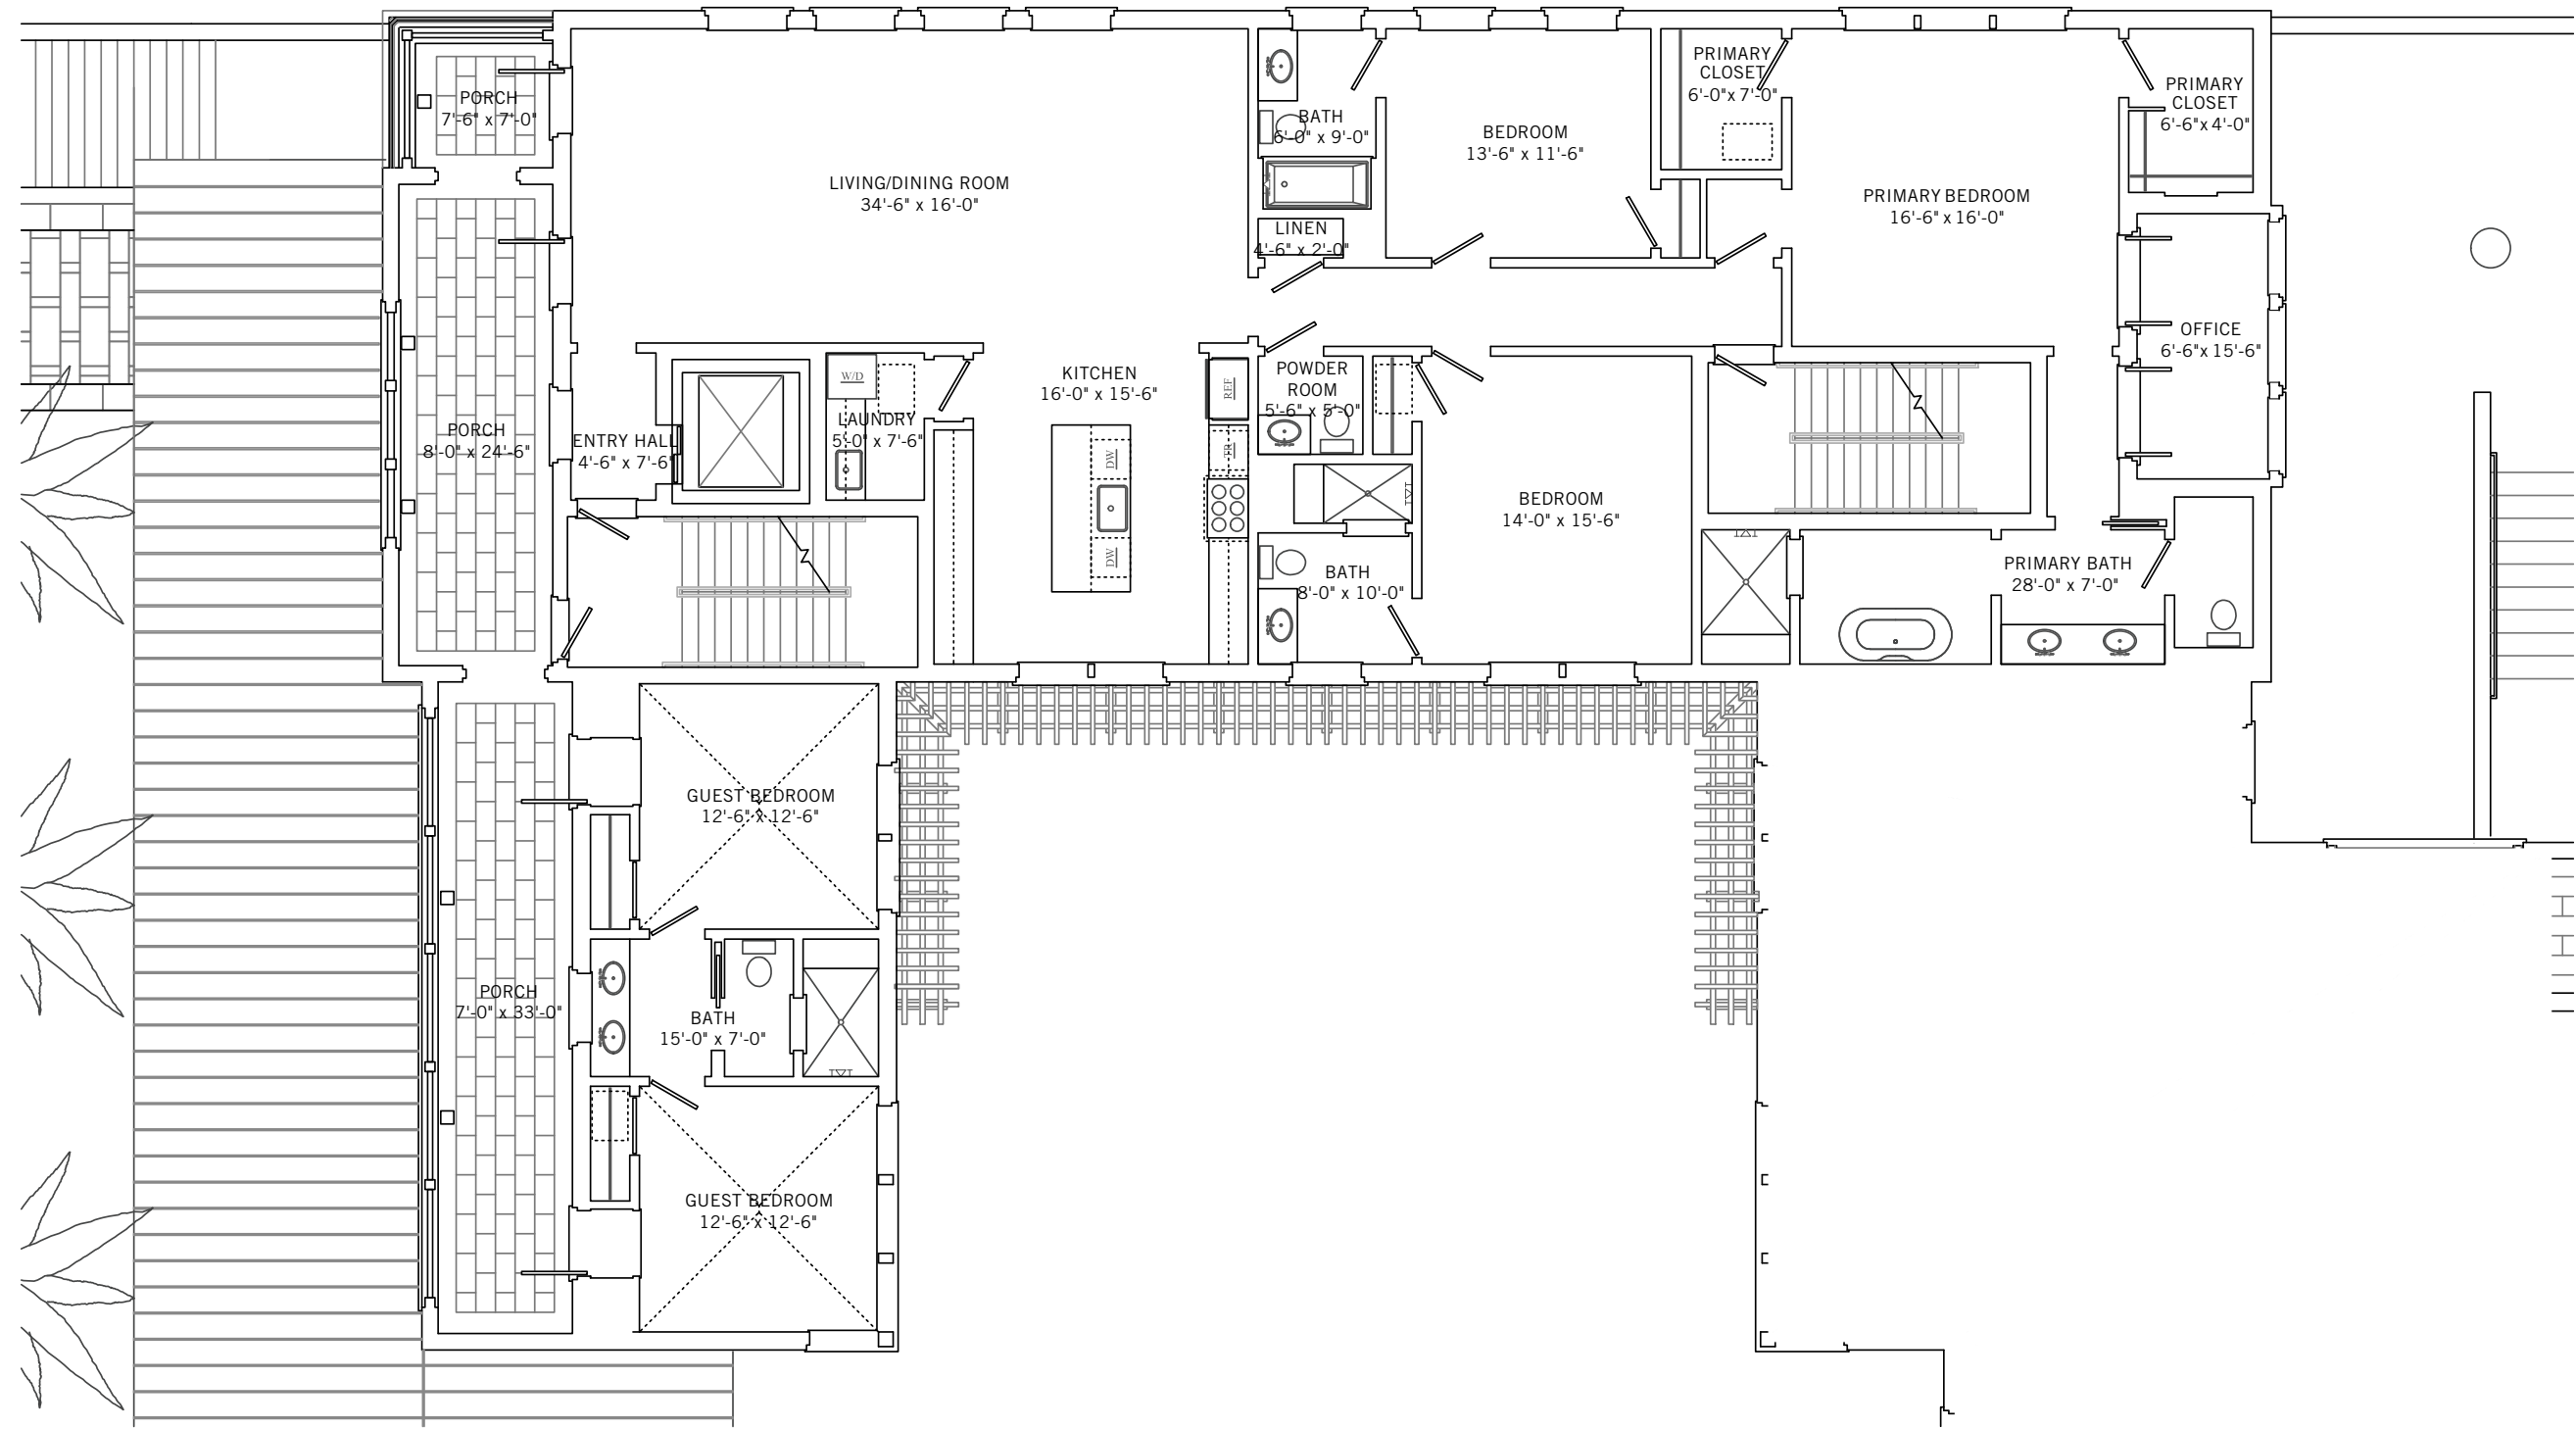 PORCH
7'-6" x 7'-0"
LIVING/DINING ROOM
34'-6" x 16'-0"
BATH
6'-0" x 9'-0"
LINEN
4'-6" x 2'-0"
BEDROOM
13'-6" x 11'-6"
PRIMARY
CLOSET
6'-0"x 7'-0"
PRIMARY BEDROOM
16'-6" x 16'-0"
PRIMARY
CLOSET
6'-6"x 4'-0"
OFFICE
6'-6"x 15'-6"
PORCH
8'-0" x 24'-6"
ENTRY HALL
4'-6" x 7'-6"
W/D
LAUNDRY
5'-0" x 7'-6"
KITCHEN
16'-0" x 15'-6"
DW
DW
REF
TR
POWDER
ROOM
5'-6" x 5'-0"
BATH
8'-0" x 10'-0"
BEDROOM
14'-0" x 15'-6"
PRIMARY BATH
28'-0" x 7'-0"
GUEST BEDROOM
12'-6" x 12'-6"
PORCH
7'-0" x 33'-0"
BATH
15'-0" x 7'-0"
GUEST BEDROOM
12'-6" x 12'-6"